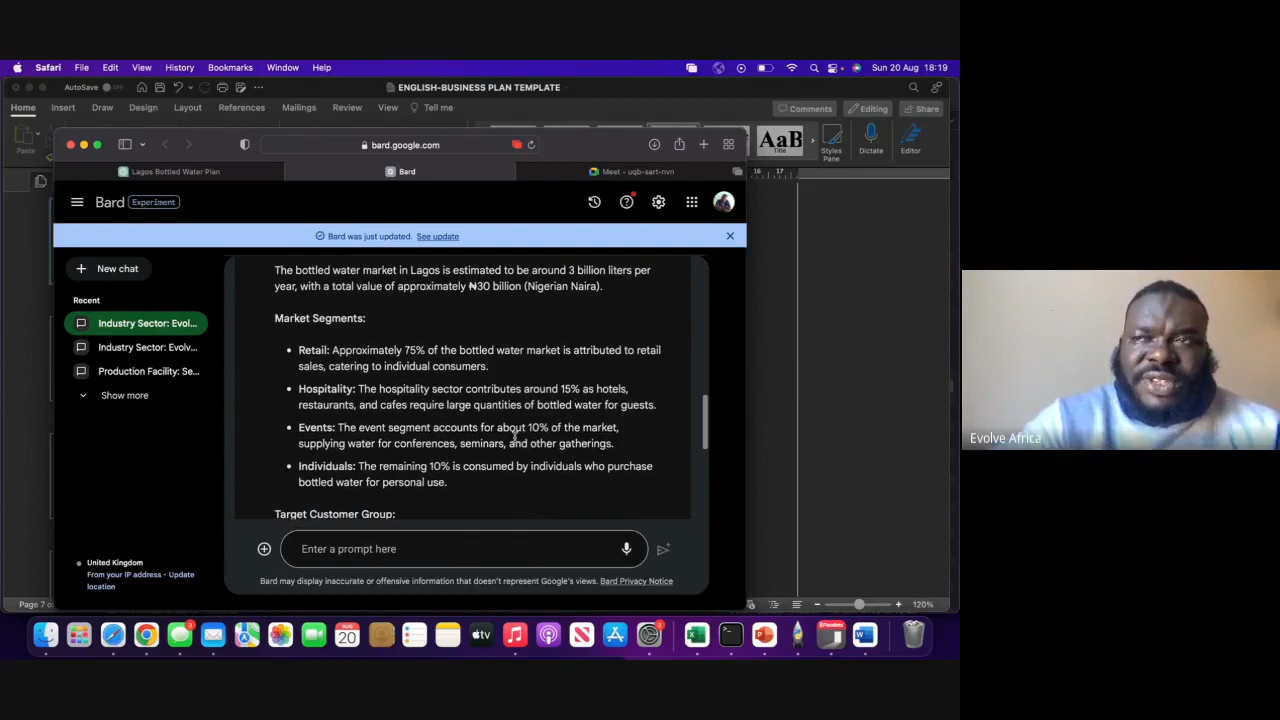 Safari File Edit View History Bookmarks Window Help Sun 20 Aug 18:19
AutoSave OFF ENGLISH-BUSINESS PLAN TEMPLATE
Home Insert Draw Design Layout References Mailings Review View Tell me Comments Editing Share
Paste AaB
Title Styles
Pane Dictate Editor
bard.google.com
Lagos Bottled Water Plan Bard Meet - uqb-sart-nvn
16 17
Bard Experiment
Bard was just updated. See update
New chat
Recent
Industry Sector: Evol...
Industry Sector: Evolv...
Production Facility: Se...
Show more
The bottled water market in Lagos is estimated to be around 3 billion liters per
year, with a total value of approximately ₦30 billion (Nigerian Naira).
Market Segments:
• Retail: Approximately 75% of the bottled water market is attributed to retail
sales, catering to individual consumers.
• Hospitality: The hospitality sector contributes around 15% as hotels,
restaurants, and cafes require large quantities of bottled water for guests.
• Events: The event segment accounts for about 10% of the market,
supplying water for conferences, seminars, and other gatherings.
• Individuals: The remaining 10% is consumed by individuals who purchase
bottled water for personal use.
Target Customer Group:
Enter a prompt here
Bard may display inaccurate or offensive information that doesn't represent Google's views. Bard Privacy Notice
United Kingdom
From your IP address • Update
location
Page 7 120%
Evolve Africa
3
AUG
20
tv
2